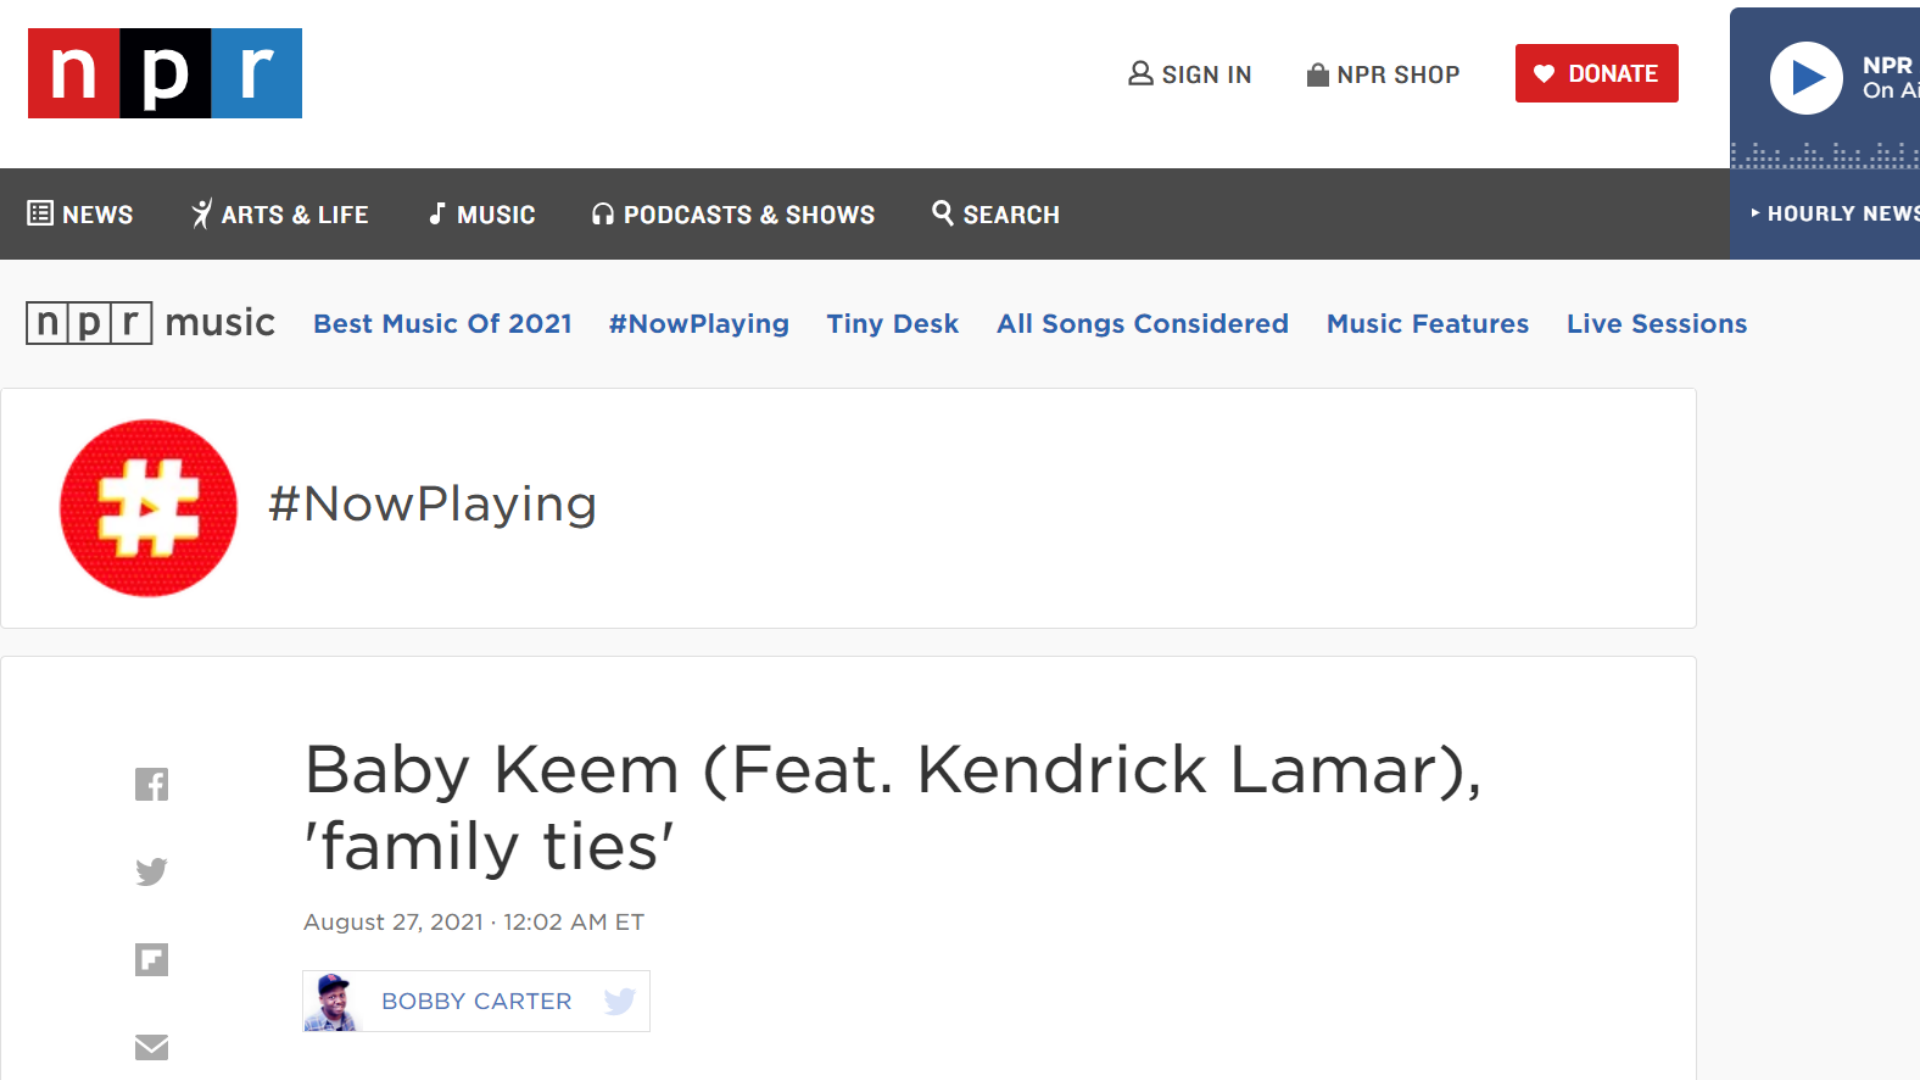 npr
SIGN IN
NPR SHOP
DONATE
NPR
On Ai
NEWS
ARTS & LIFE
MUSIC
PODCASTS & SHOWS
SEARCH
HOURLY NEWS
npr music
Best Music Of 2021
#NowPlaying
Tiny Desk
All Songs Considered
Music Features
Live Sessions
#NowPlaying
Baby Keem (Feat. Kendrick Lamar),
'family ties'
August 27, 2021 · 12:02 AM ET
BOBBY CARTER